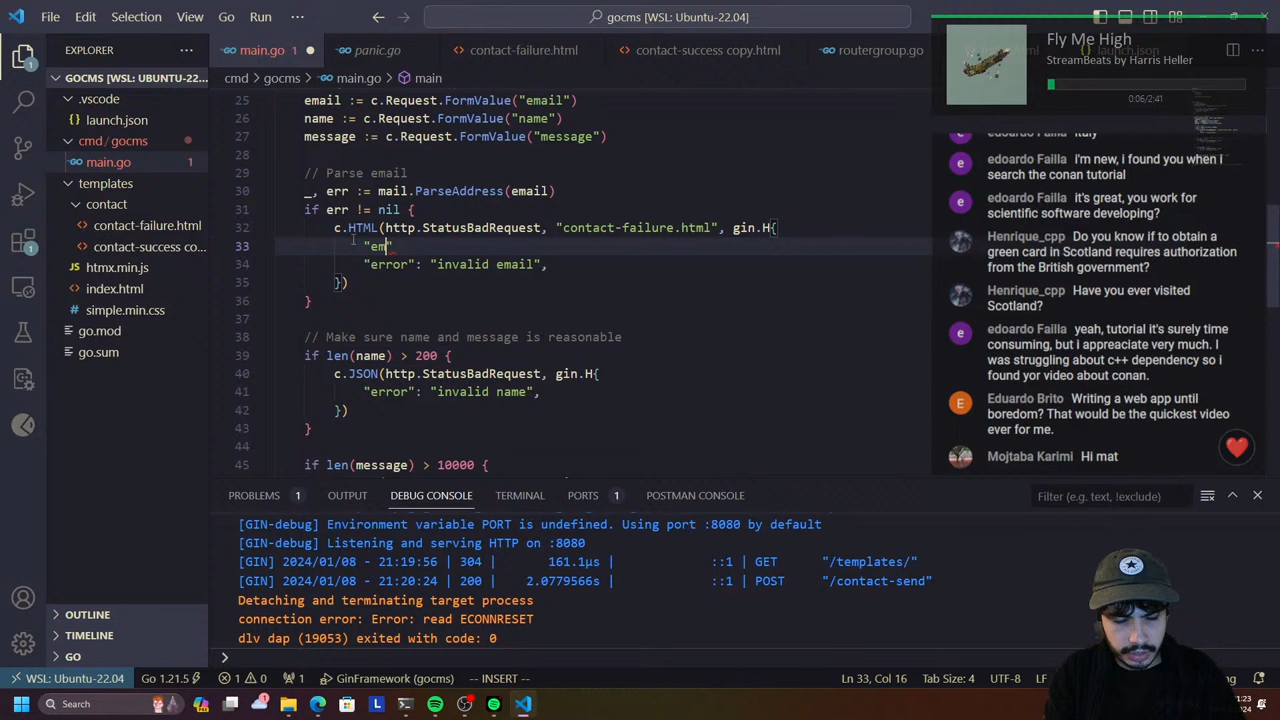 File Edit Selection View Go Run ···
gocms [WSL: Ubuntu-22.04]
EXPLORER
GOCMS [WSL: UBUNTU-22....
.vscode
launch.json
cmd / gocms
main.go
templates
contact
contact-failure.html
contact-success co...
htmx.min.js
index.html
simple.min.css
go.mod
go.sum
OUTLINE
TIMELINE
GO
main.go
panic.go
contact-failure.html
contact-success copy.html
routergroup.go
launch.json
cmd > gocms > main.go > main
25 email := c.Request.FormValue("email")
26 name := c.Request.FormValue("name")
27 message := c.Request.FormValue("message")
28
29 // Parse email
30 _, err := mail.ParseAddress(email)
31 if err != nil {
32 c.HTML(http.StatusBadRequest, "contact-failure.html", gin.H{
33 "em"
34 "error": "invalid email",
35 })
36 }
37
38 // Make sure name and message is reasonable
39 if len(name) > 200 {
40 c.JSON(http.StatusBadRequest, gin.H{
41 "error": "invalid name",
42 })
43 }
44
45 if len(message) > 10000 {
Fly Me High
StreamBeats by Harris Heller
0:06/2:41
edoardo Failla i'm new, i found you when i
search the conan tutorial
edoardo Failla it's great, you work for
scientific software developing?
Henrique_cpp Do you know if to obtain a
green card in Scotland requires authorization
from the British government?
Henrique_cpp Have you ever visited
Scotland?
edoardo Failla yeah, tutorial it's surely time
consuming, but i appreaciate very much. I
was struggling about c++ dependency so i
found yor video about conan.
Eduardo Brito Writing a web app until
boredom? That would be the quickest video
ever for me.
Mojtaba Karimi Hi mat
PROBLEMS 1 OUTPUT DEBUG CONSOLE TERMINAL PORTS 1 POSTMAN CONSOLE
Filter (e.g. text, !exclude)
[GIN-debug] Environment variable PORT is undefined. Using port :8080 by default
[GIN-debug] Listening and serving HTTP on :8080
[GIN] 2024/01/08 - 21:19:56 | 304 | 161.1µs | ::1 | GET "/templates/"
[GIN] 2024/01/08 - 21:20:24 | 200 | 2.0779566s | ::1 | POST "/contact-send"
Detaching and terminating target process
connection error: Error: read ECONNRESET
dlv dap (19053) exited with code: 0
WSL: Ubuntu-22.04 Go 1.21.5 1 0 1 GinFramework (gocms) -- INSERT --
Ln 33, Col 16 Tab Size: 4 UTF-8
Search